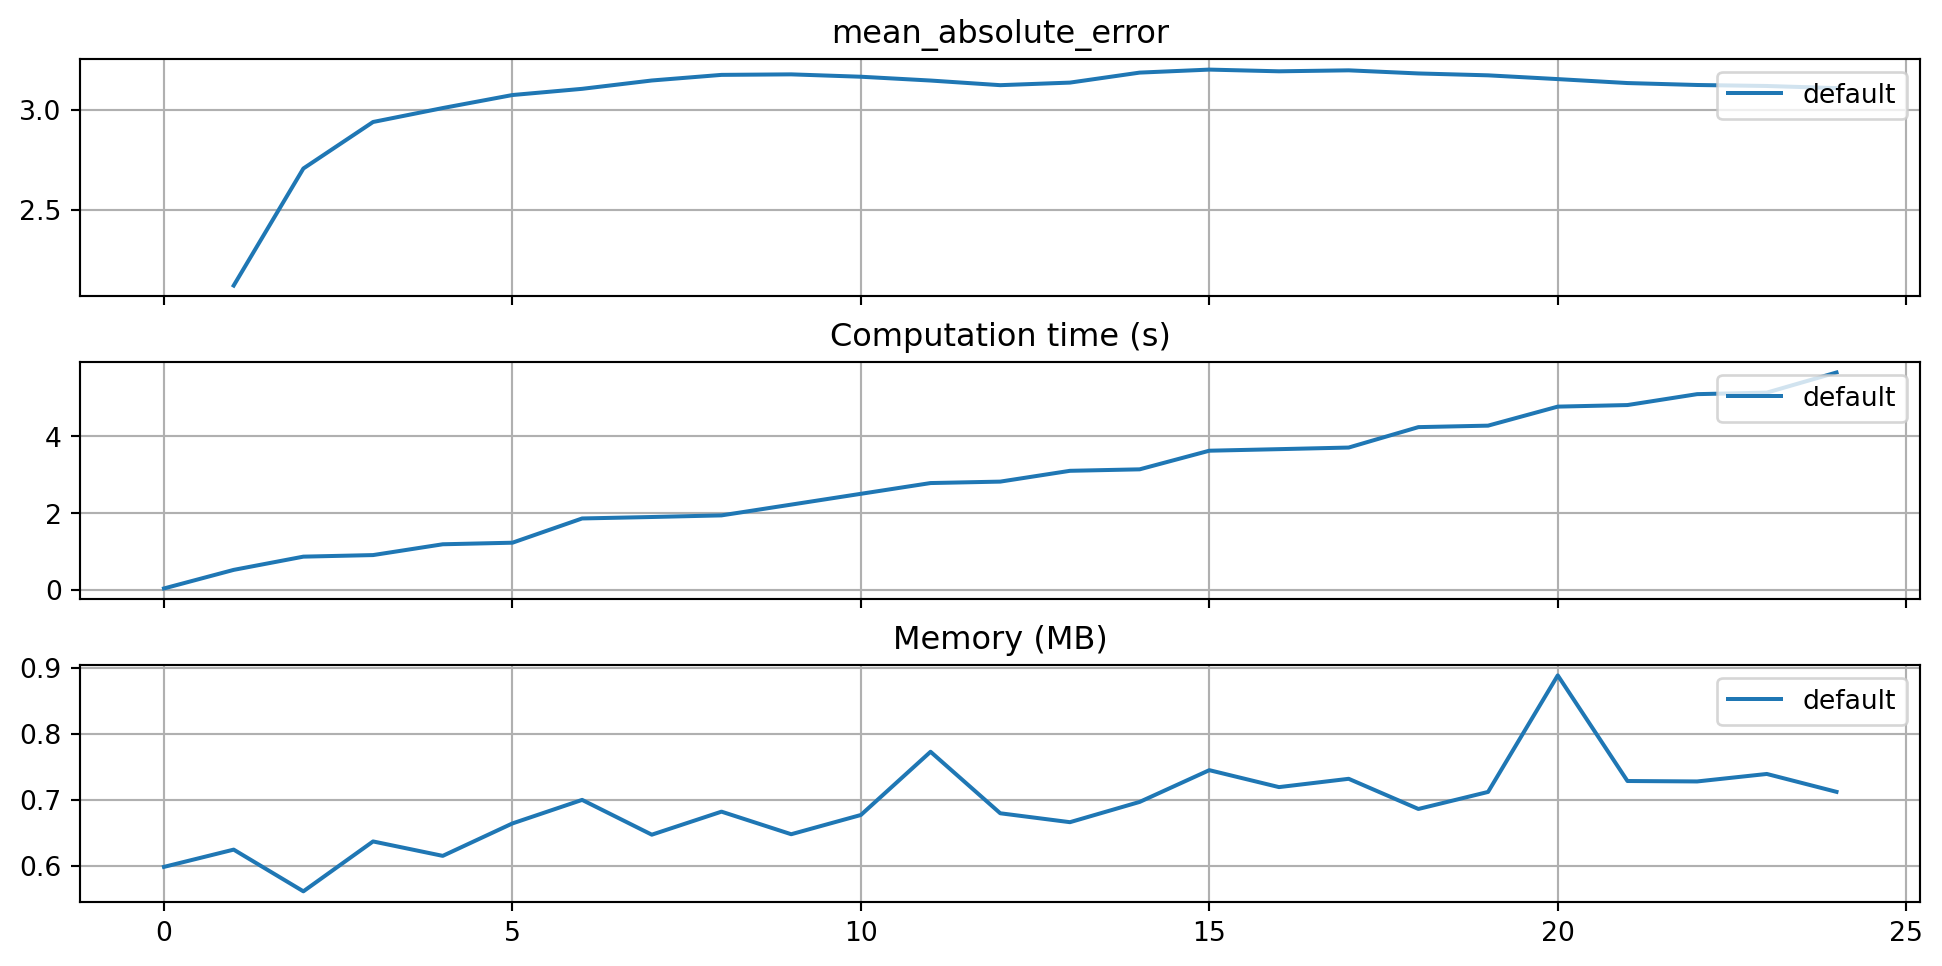 mean_absolute_error
3.0
2.5
default
Computation time (s)
4
2
0
default
Memory (MB)
0.9
0.8
0.7
0.6
default
0 5 10 15 20 25